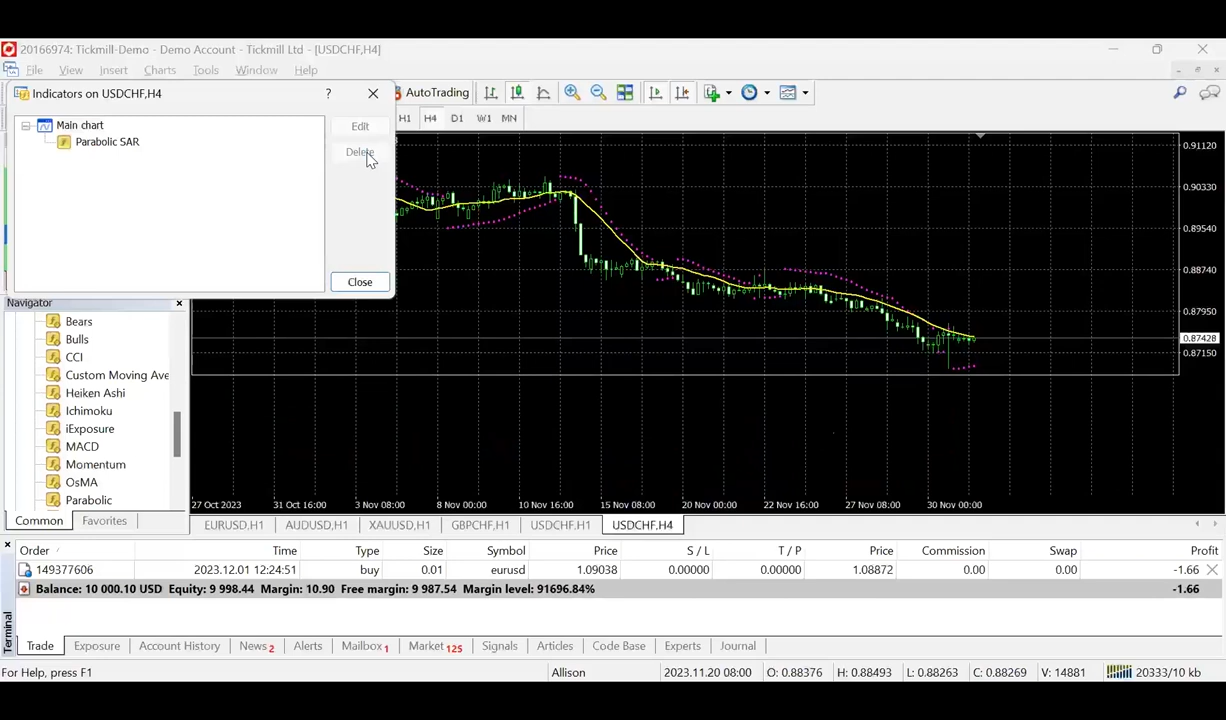 20166974: Tickmill-Demo - Demo Account - Tickmill Ltd - [USDCHF,H4]
File View Insert Charts Tools Window Help
Indicators on USDCHF,H4 ?
AutoTrading
Main chart
Parabolic SAR
Edit
Delete
Close
H1 H4 D1 W1 MN
0.91120
0.90330
0.89540
0.88740
0.87950
0.87428
0.87150
Navigator
Bears
Bulls
CCI
Custom Moving Ave
Heiken Ashi
Ichimoku
iExposure
MACD
Momentum
OsMA
Parabolic
Common Favorites
27 Oct 2023 31 Oct 16:00 3 Nov 08:00 8 Nov 00:00 10 Nov 16:00 15 Nov 08:00 20 Nov 00:00 22 Nov 16:00 27 Nov 08:00 30 Nov 00:00
EURUSD,H1 AUDUSD,H1 XAUUSD,H1 GBPCHF,H1 USDCHF,H1 USDCHF,H4
Order / Time Type Size Symbol Price S / L T / P Price Commission Swap Profit
149377606 2023.12.01 12:24:51 buy 0.01 eurusd 1.09038 0.00000 0.00000 1.08872 0.00 0.00 -1.66
Balance: 10 000.10 USD Equity: 9 998.44 Margin: 10.90 Free margin: 9 987.54 Margin level: 91696.84% -1.66
Terminal
Trade Exposure Account History News 2 Alerts Mailbox 1 Market 125 Signals Articles Code Base Experts Journal
For Help, press F1 Allison 2023.11.20 08:00 O: 0.88376 H: 0.88493 L: 0.88263 C: 0.88269 V: 14881 20333/10 kb